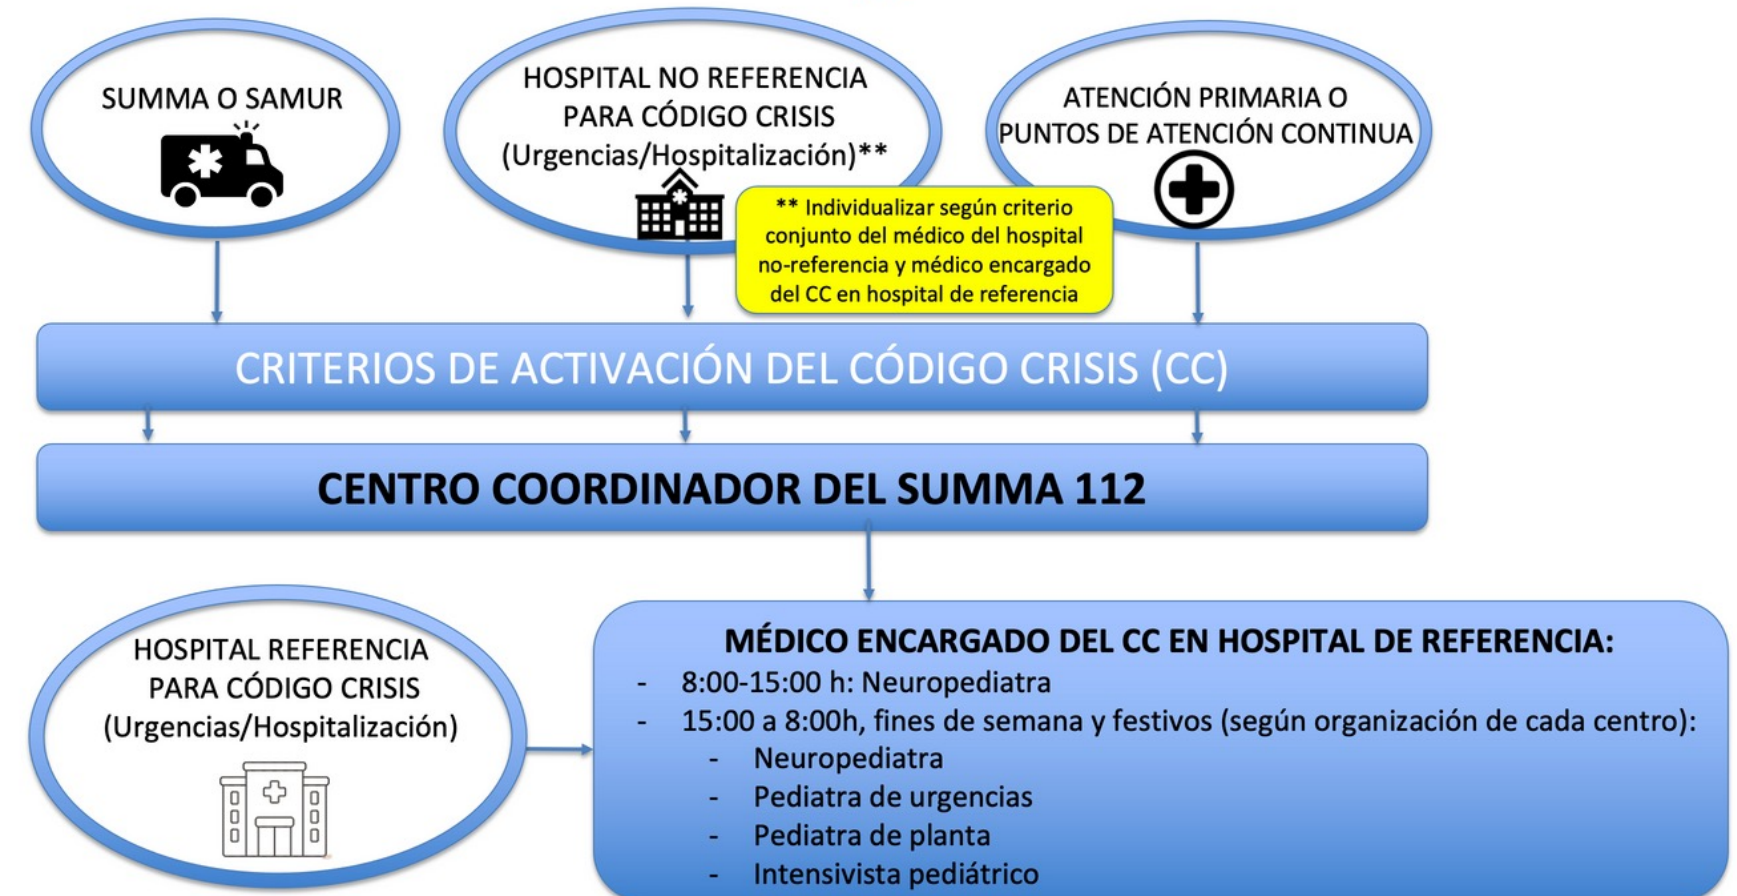 SUMMA O SAMUR
HOSPITAL NO REFERENCIA
PARA CÓDIGO CRISIS
(Urgencias/Hospitalización)**
ATENCIÓN PRIMARIA O
PUNTOS DE ATENCIÓN CONTINUA
** Individualizar según criterio
conjunto del médico del hospital
no-referencia y médico encargado
del CC en hospital de referencia
CRITERIOS DE ACTIVACIÓN DEL CÓDIGO CRISIS (CC)
CENTRO COORDINADOR DEL SUMMA 112
HOSPITAL REFERENCIA
PARA CÓDIGO CRISIS
(Urgencias/Hospitalización)
MÉDICO ENCARGADO DEL CC EN HOSPITAL DE REFERENCIA:
- 8:00-15:00 h: Neuropediatra
- 15:00 a 8:00h, fines de semana y festivos (según organización de cada centro):
- Neuropediatra
- Pediatra de urgencias
- Pediatra de planta
- Intensivista pediátrico